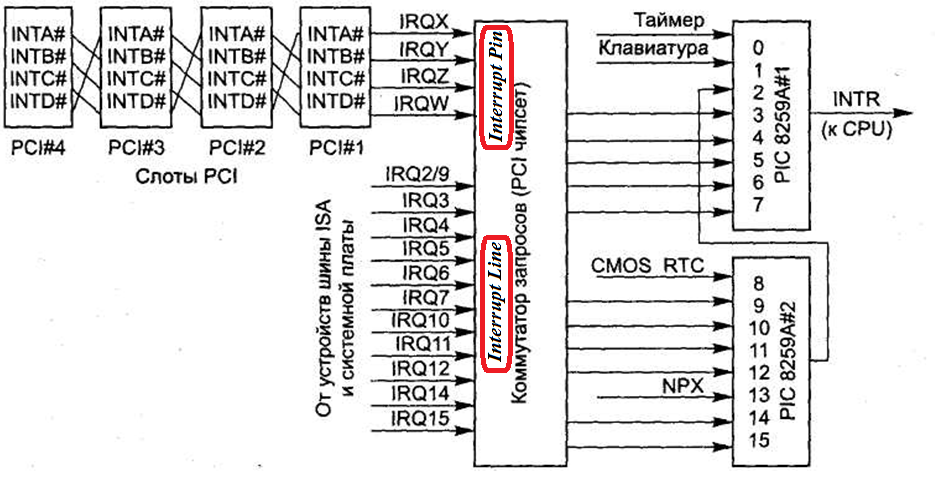 INTA#
INTB#
INTC#
INTD#
PCI#4
INTA#
INTB#
INTC#
INTD#
PCI#3
INTA#
INTB#
INTC#
INTD#
PCI#2
INTA#
INTB#
INTC#
INTD#
PCI#1
Слоты PCI
IRQX
IRQY
IRQZ
IRQW
От устройств шины ISA
и системной платы
IRQ2/9
IRQ3
IRQ4
IRQ5
IRQ6
IRQ7
IRQ10
IRQ11
IRQ12
IRQ14
IRQ15
Interrupt Pin
Interrupt Line
Коммутатор запросов (PCI чипсет)
Таймер
Клавиатура
0
1
2
3
4
5
6
7
PIC 8259A#1
INTR
(к CPU)
CMOS RTC
NPX
8
9
10
11
12
13
14
15
PIC 8259A#2